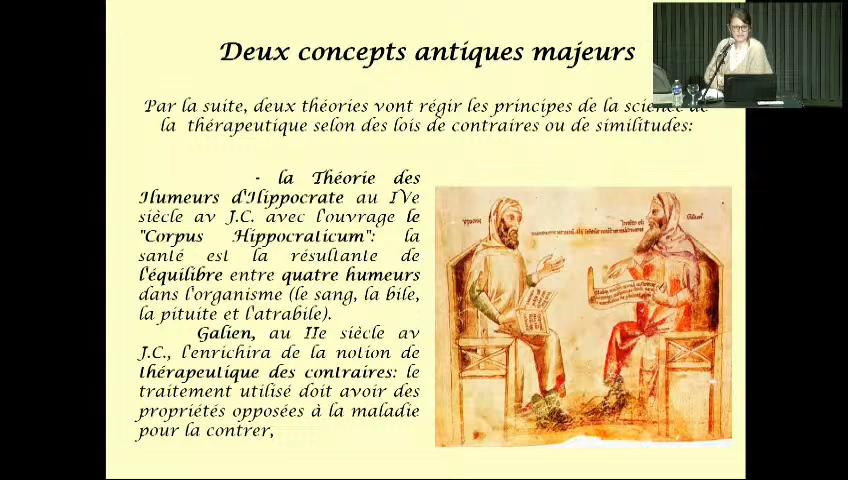 Deux concepts antiques majeurs
Par la suite, deux théories vont régir les principes de la science de
la thérapeutique selon des lois de contraires ou de similitudes:
- la Théorie des
Humeurs d'Hippocrate au IVe
siècle av J.C. avec l'ouvrage le
"Corpus Hippocraticum": la
santé est la résultante de
l'équilibre entre quatre humeurs
dans l'organisme (le sang, la bile,
la pituite et l'atrabile).
Galien, au IIe siècle av
J.C., l'enrichira de la notion de
thérapeutique des contraires: le
traitement utilisé doit avoir des
propriétés opposées à la maladie
pour la contrer,